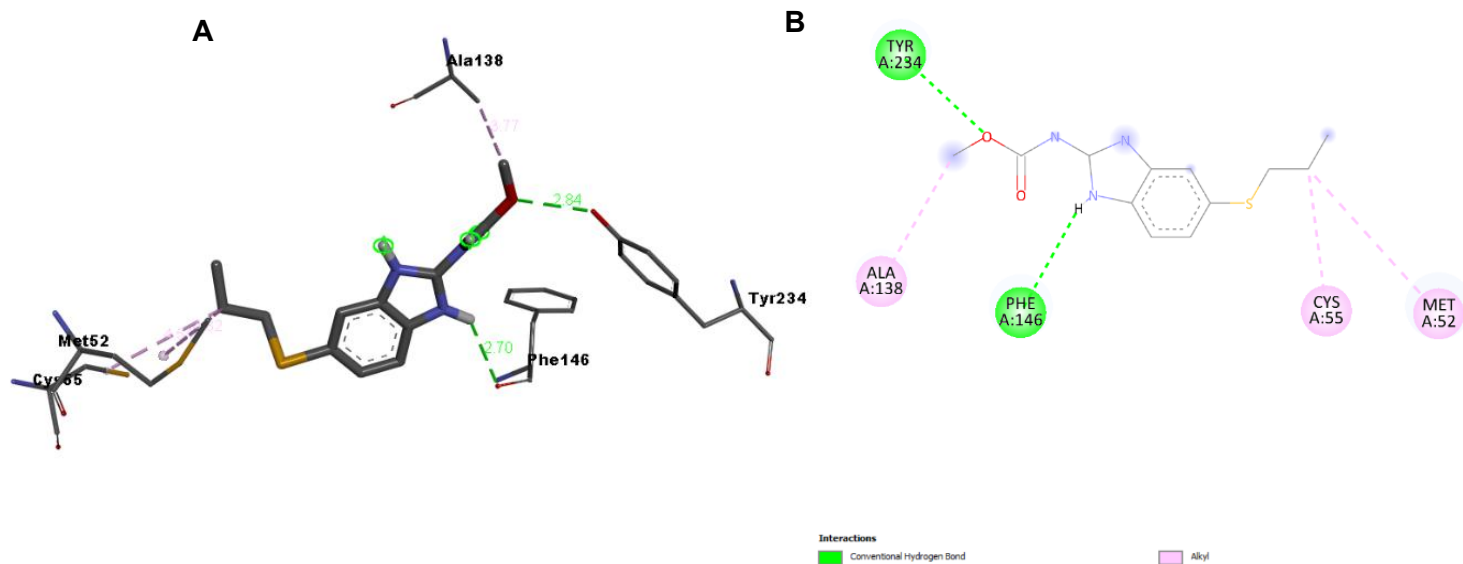 A
Ala138
3.77
2.84
Tyr234
Met52
2.70
Phe146
B
TYR
A:234
N
N
O
O
H
N
S
ALA
A:138
PHE
A:146
CYS
A:55
MET
A:52
Interactions
Conventional Hydrogen Bond
Alkyl